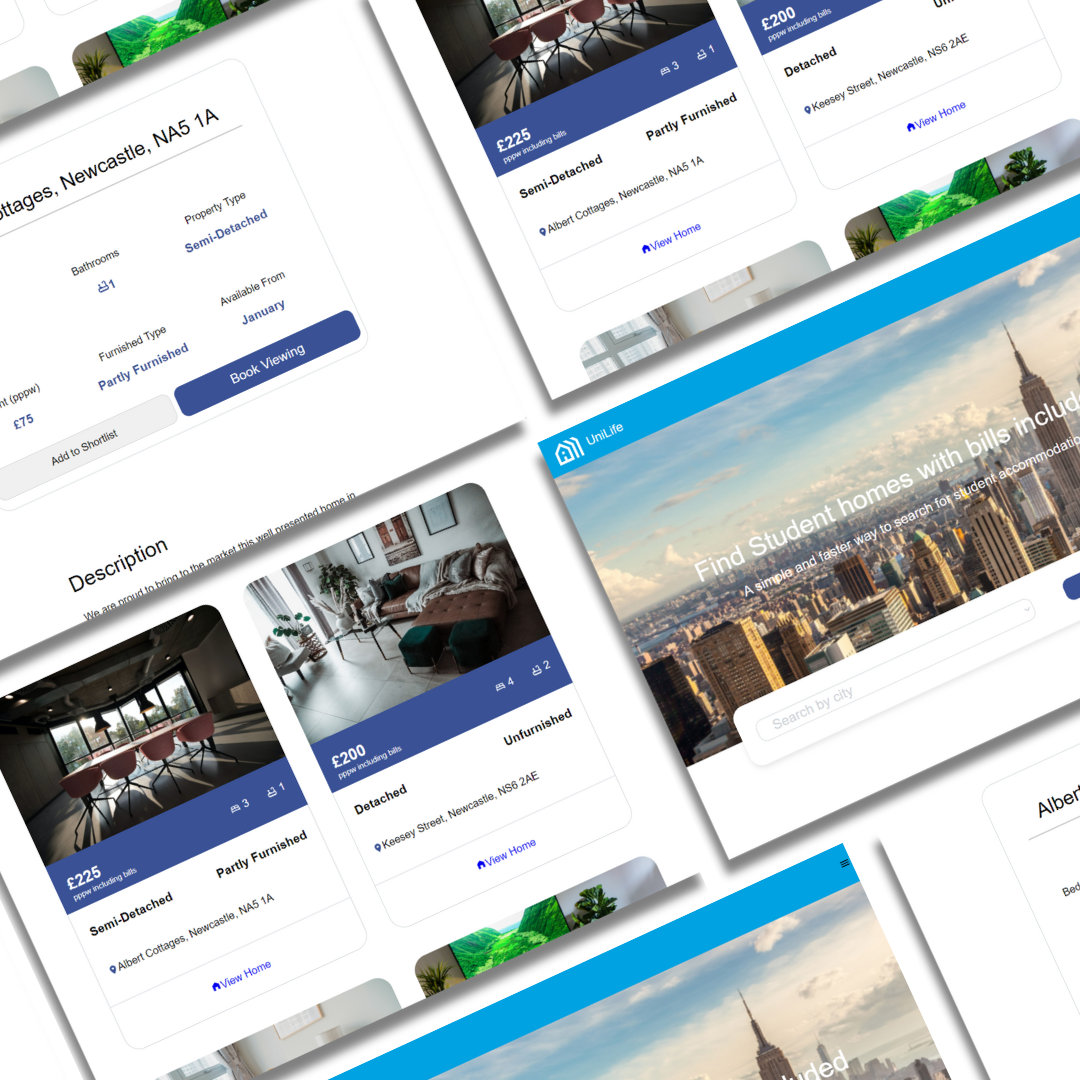 ottages, Newcastle, NA5 1A
Bathrooms
1
Property Type
Semi-Detached
nt (pppw)
£75
Furnished Type
Partly Furnished
Available From
January
Add to Shortlist
Book Viewing
Description
We are proud to bring to the market this well presented home in
3
1
£225
pppw including bills
Semi-Detached
Partly Furnished
Albert Cottages, Newcastle, NA5 1A
View Home
£200
Detached
Keesey Street, Newcastle, NS6 2AE
View Home
UniLife
Find Student homes with bills includ
A simple and faster way to search for student accommodatio
Search by city
3
1
£225
pppw including bills
Semi-Detached
Partly Furnished
Albert Cottages, Newcastle, NA5 1A
View Home
4
2
£200
pppw including bills
Detached
Unfurnished
Keesey Street, Newcastle, NS6 2AE
View Home
Albert
Bed
luded